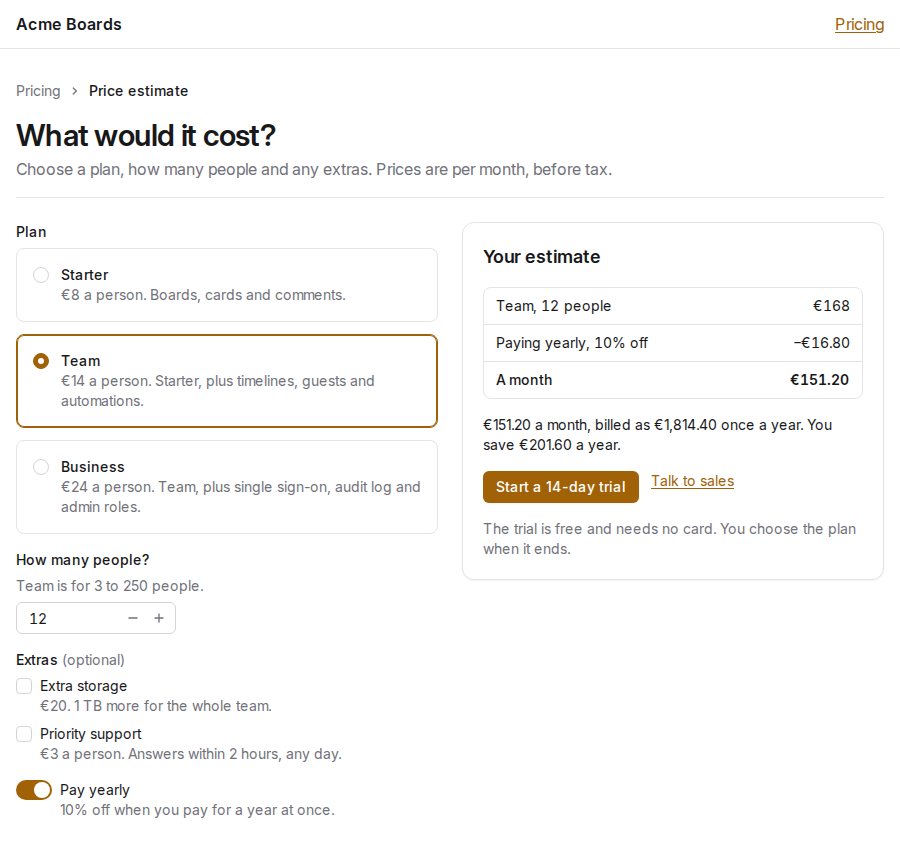 Acme Boards
Pricing
Pricing > Price estimate
What would it cost?
Choose a plan, how many people and any extras. Prices are per month, before tax.
Plan
Starter
€8 a person. Boards, cards and comments.
Team
€14 a person. Starter, plus timelines, guests and
automations.
Business
€24 a person. Team, plus single sign-on, audit log and
admin roles.
How many people?
Team is for 3 to 250 people.
12 − +
Extras (optional)
Extra storage
€20. 1 TB more for the whole team.
Priority support
€3 a person. Answers within 2 hours, any day.
Pay yearly
10% off when you pay for a year at once.
Your estimate
Team, 12 people €168
Paying yearly, 10% off −€16.80
A month €151.20
€151.20 a month, billed as €1,814.40 once a year. You
save €201.60 a year.
Start a 14-day trial Talk to sales
The trial is free and needs no card. You choose the plan
when it ends.